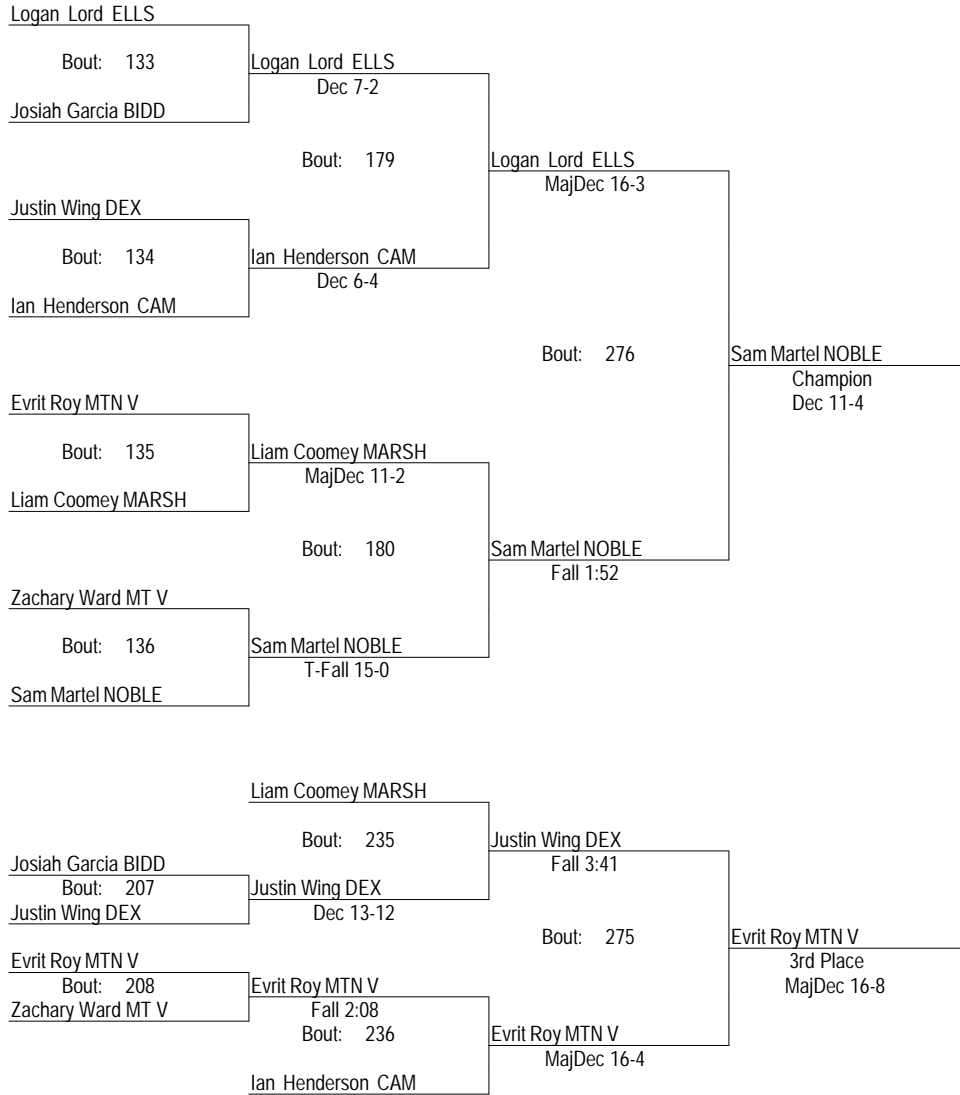 Logan Lord ELLS
Bout: 133
Logan Lord ELLS
Dec 7-2
Josiah Garcia BIDD
Bout: 179
Logan Lord ELLS
MajDec 16-3
Justin Wing DEX
Bout: 134
Ian Henderson CAM
Dec 6-4
Ian Henderson CAM
Bout: 276
Sam Martel NOBLE
Champion
Dec 11-4
Evrit Roy MTN V
Bout: 135
Liam Coomey MARSH
MajDec 11-2
Liam Coomey MARSH
Bout: 180
Sam Martel NOBLE
Fall 1:52
Zachary Ward MT V
Bout: 136
Sam Martel NOBLE
T-Fall 15-0
Sam Martel NOBLE
Liam Coomey MARSH
Bout: 235
Justin Wing DEX
Fall 3:41
Josiah Garcia BIDD
Bout: 207
Justin Wing DEX
Dec 13-12
Justin Wing DEX
Bout: 275
Evrit Roy MTN V
3rd Place
MajDec 16-8
Evrit Roy MTN V
Bout: 208
Evrit Roy MTN V
Fall 2:08
Zachary Ward MT V
Bout: 236
Evrit Roy MTN V
MajDec 16-4
Ian Henderson CAM